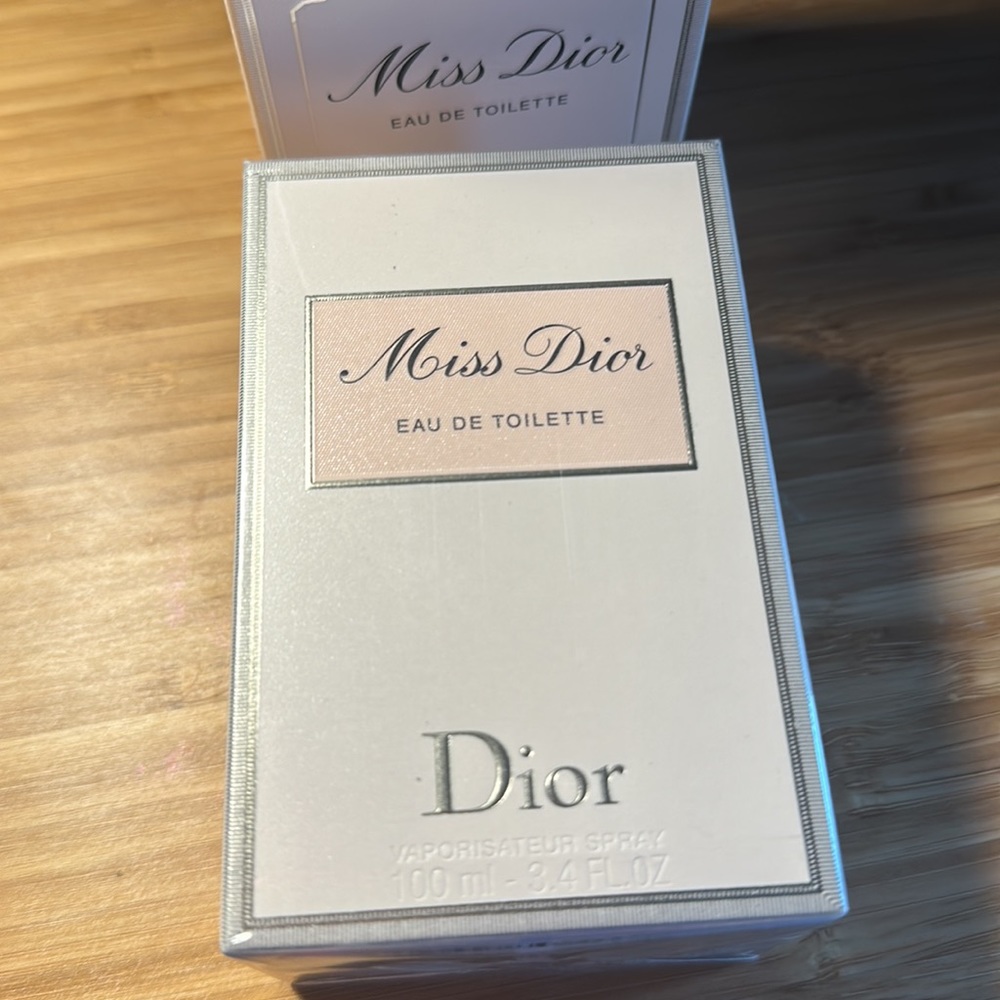 Miss Dior
EAU DE TOILETTE
Miss Dior
EAU DE TOILETTE
Dior
VAPORISATEUR SPRAY
100 ml - 3.4 FL.OZ